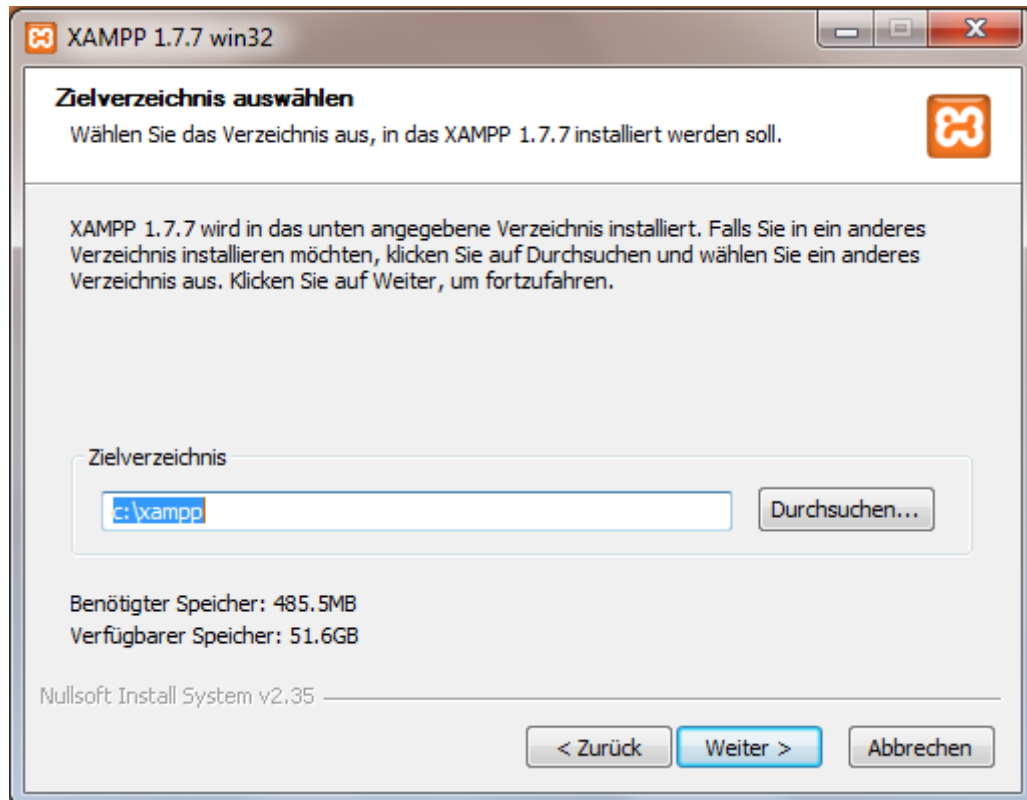 XAMPP 1.7.7 win32
Zielverzeichnis auswählen
Wählen Sie das Verzeichnis aus, in das XAMPP 1.7.7 installiert werden soll.
XAMPP 1.7.7 wird in das unten angegebene Verzeichnis installiert. Falls Sie in ein anderes
Verzeichnis installieren möchten, klicken Sie auf Durchsuchen und wählen Sie ein anderes
Verzeichnis aus. Klicken Sie auf Weiter, um fortzufahren.
Zielverzeichnis
c:\xampp
Durchsuchen...
Benötigter Speicher: 485.5MB
Verfügbarer Speicher: 51.6GB
Nullsoft Install System v2.35
< Zurück
Weiter >
Abbrechen